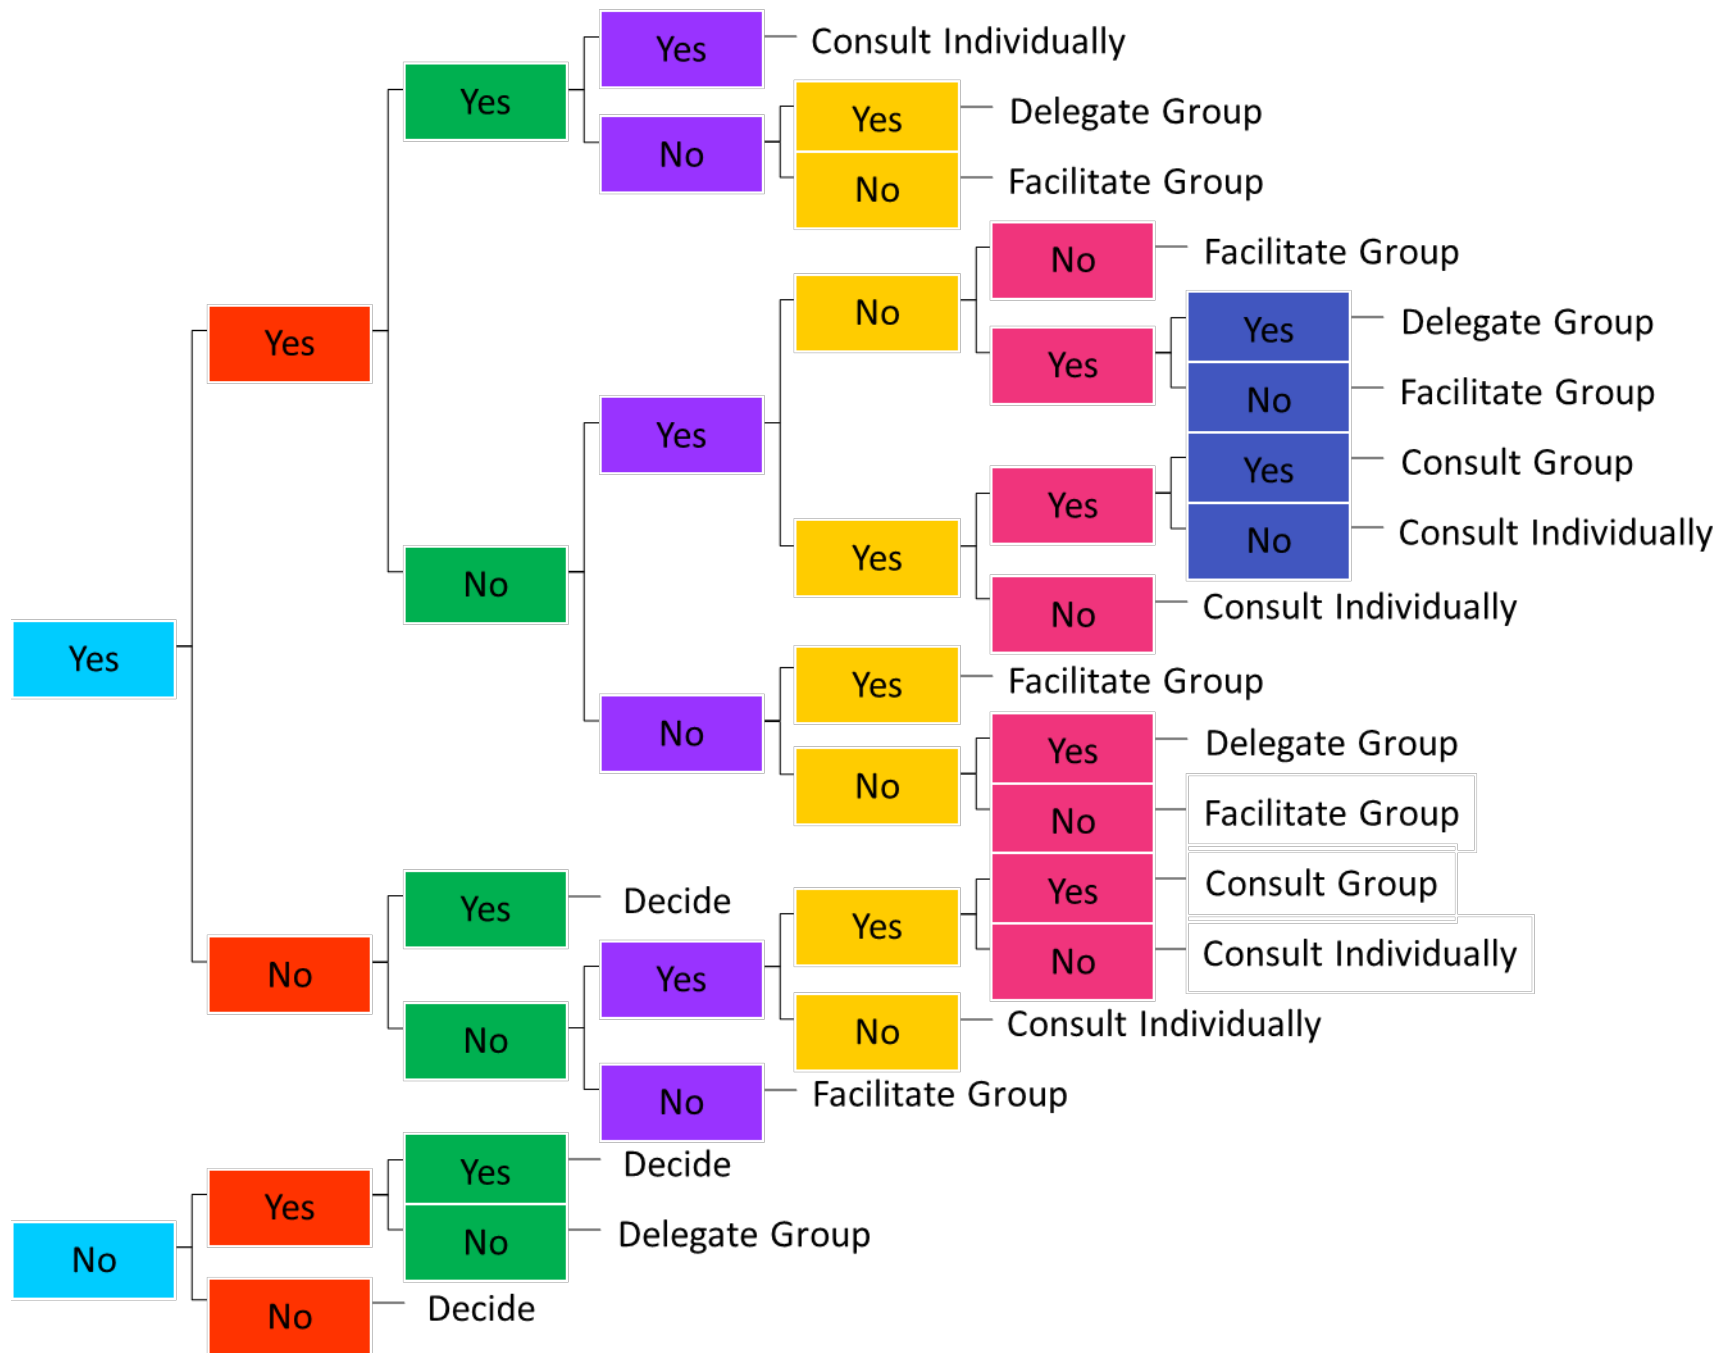 Yes Consult Individually
Yes
Yes Delegate Group
No
No Facilitate Group
No Facilitate Group
No
Yes Delegate Group
Yes
Yes
No Facilitate Group
Yes
Yes Consult Group
Yes
No Consult Individually
Yes
No
No Consult Individually
Yes
Yes Facilitate Group
No
Yes Delegate Group
No
No Facilitate Group
Yes Consult Group
Yes Decide
Yes
No Consult Individually
No
Yes
No Consult Individually
No
No Facilitate Group
Yes Decide
Yes
No Delegate Group
No
No Decide